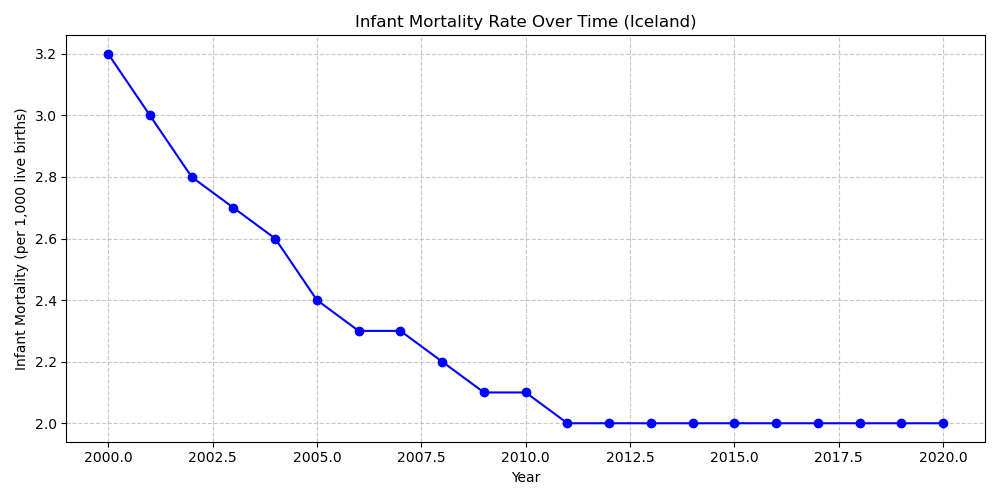 Infant Mortality Rate Over Time (Iceland)
Infant Mortality (per 1,000 live births)
3.2
3.0
2.8
2.6
2.4
2.2
2.0
2000.0 2002.5 2005.0 2007.5 2010.0 2012.5 2015.0 2017.5 2020.0
Year